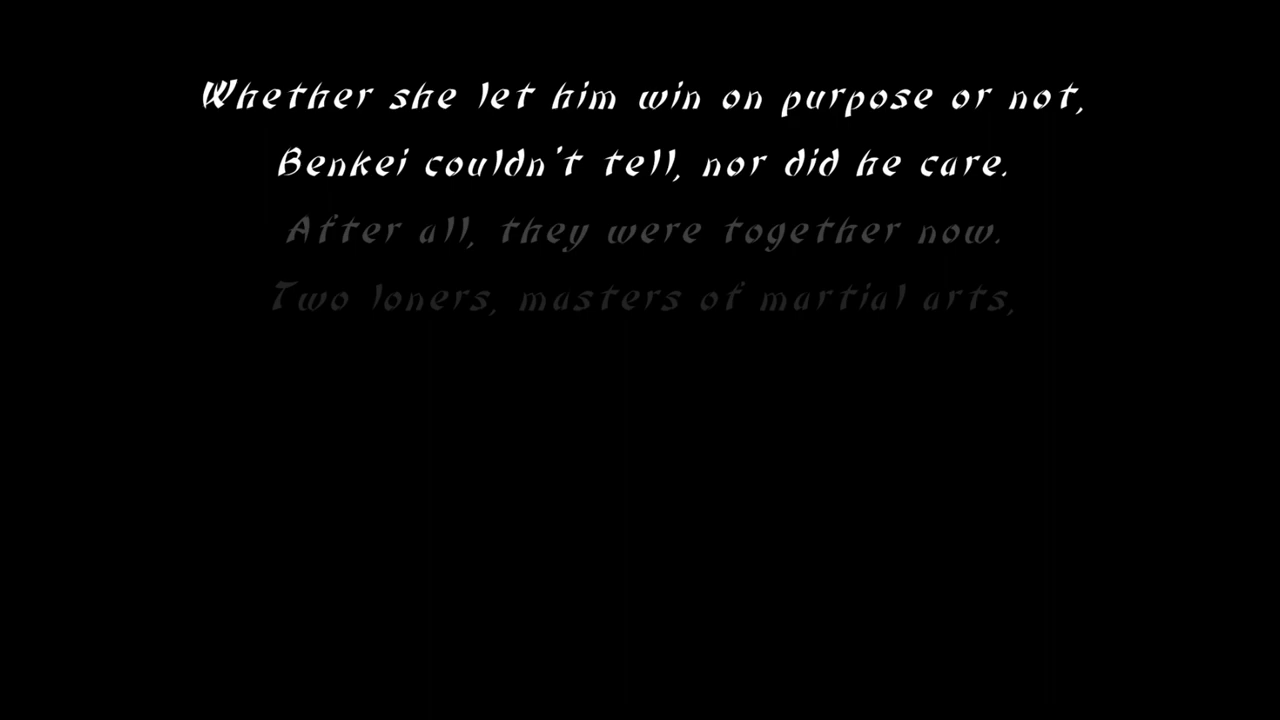 Whether she let him win on purpose or not,
Benkei couldn't tell, nor did he care.
After all, they were together now.
Two loners, masters of martial arts,